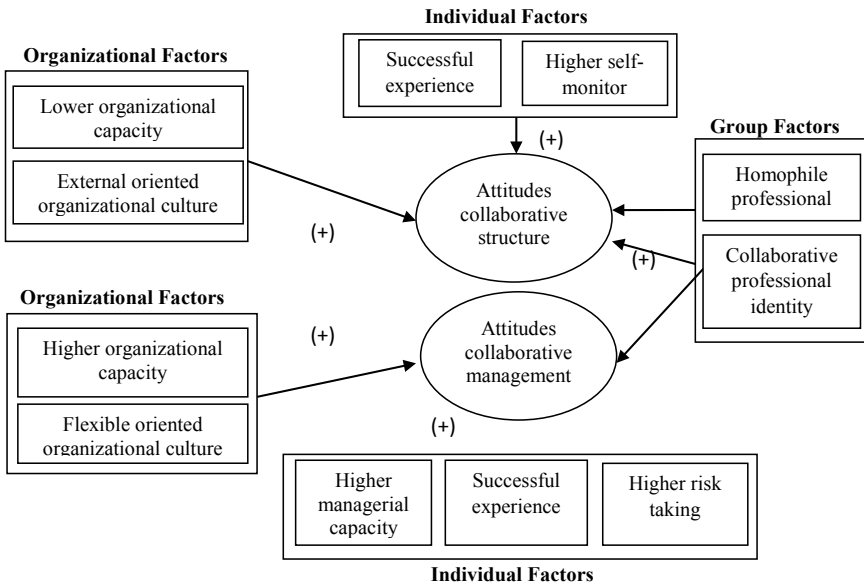 Individual Factors
Successful
experience
Higher self-
monitor
Organizational Factors
Lower organizational
capacity
External oriented
organizational culture
(+)
(+)
Attitudes
collaborative
structure
Group Factors
Homophile
professional
Collaborative
professional
identity
(+)
Organizational Factors
Higher organizational
capacity
Flexible oriented
organizational culture
(+)
Attitudes
collaborative
management
(+)
Higher
managerial
capacity
Successful
experience
Higher risk
taking
Individual Factors